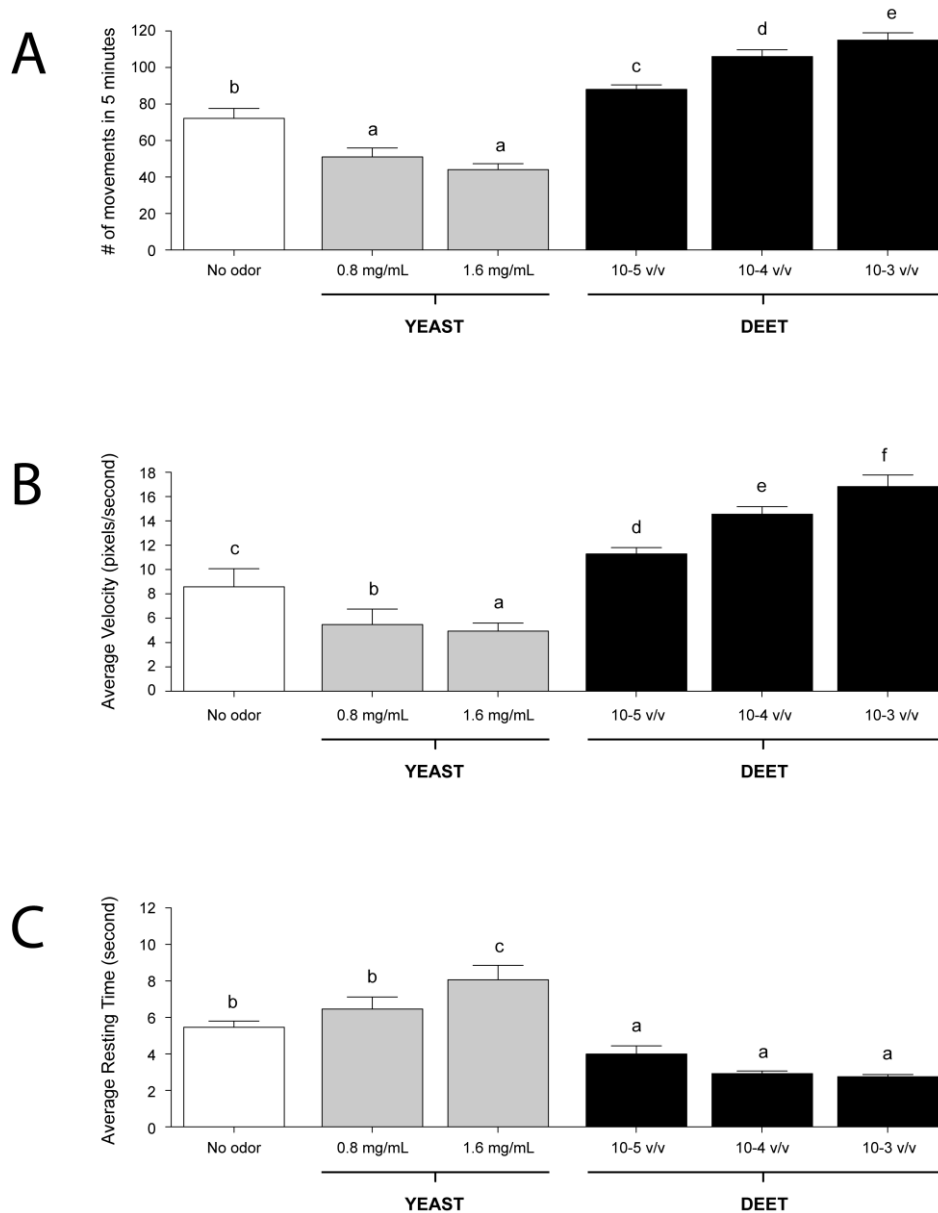 A
# of movements in 5 minutes
120
100
80
60
40
20
0
b
a
a
c
d
e
No odor 0.8 mg/mL 1.6 mg/mL 10-5 v/v 10-4 v/v 10-3 v/v
YEAST DEET
B
Average Velocity (pixels/second)
18
16
14
12
10
8
6
4
2
0
c
b
a
d
e
f
No odor 0.8 mg/mL 1.6 mg/mL 10-5 v/v 10-4 v/v 10-3 v/v
YEAST DEET
C
Average Resting Time (second)
12
10
8
6
4
2
0
b
b
c
a
a
a
No odor 0.8 mg/mL 1.6 mg/mL 10-5 v/v 10-4 v/v 10-3 v/v
YEAST DEET